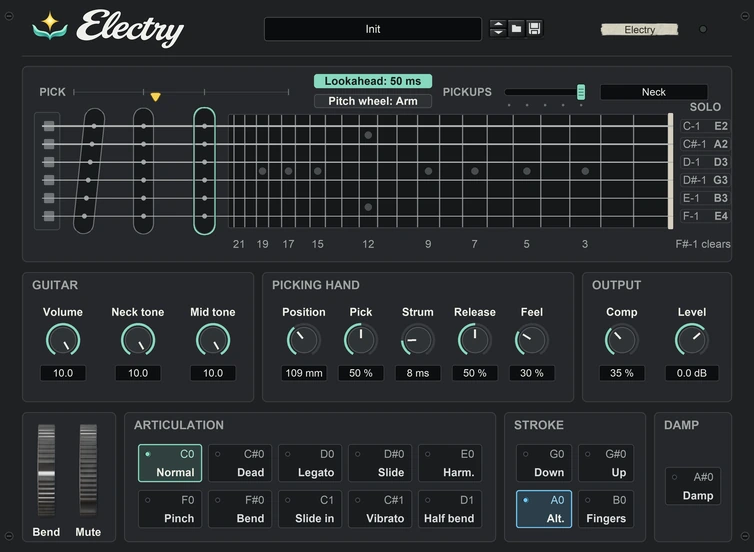 Electry
Init
Electry
PICK
Lookahead: 50 ms
Pitch wheel: Arm
PICKUPS
Neck
SOLO
C-1 E2
C#-1 A2
D-1 D3
D#-1 G3
E-1 B3
F-1 E4
21 19 17 15 12 9 7 5 3 F#-1 clears
GUITAR
Volume Neck tone Mid tone
10.0 10.0 10.0
PICKING HAND
Position Pick Strum Release Feel
109 mm 50 % 8 ms 50 % 30 %
OUTPUT
Comp Level
35 % 0.0 dB
Bend Mute
ARTICULATION
C0 C#0 D0 D#0 E0
Normal Dead Legato Slide Harm.
F0 F#0 C1 C#1 D1
Pinch Bend Slide in Vibrato Half bend
STROKE
G0 G#0
Down Up
A0 B0
Alt. Fingers
DAMP
A#0
Damp